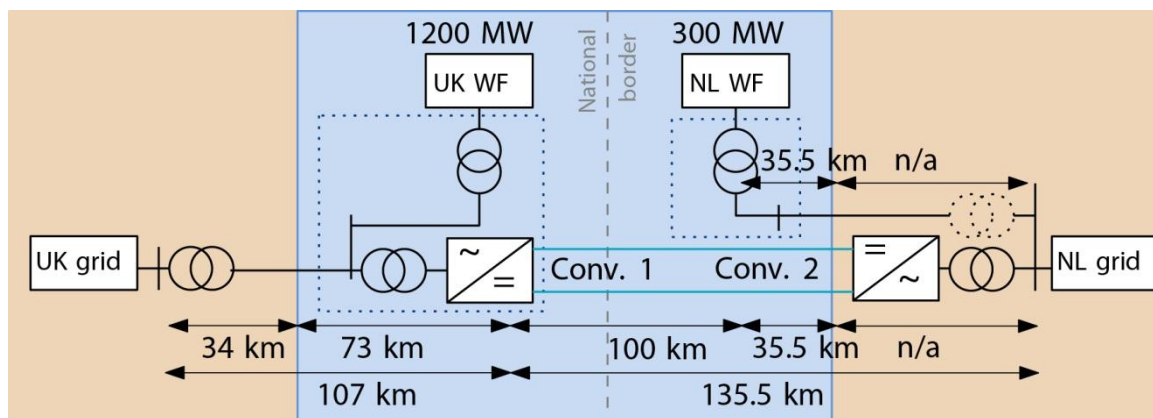 1200 MW
300 MW
UK WF
National
border
NL WF
35.5 km
n/a
UK grid
~
=
Conv. 1
Conv. 2
=
~
NL grid
34 km
73 km
100 km
35.5 km
n/a
107 km
135.5 km